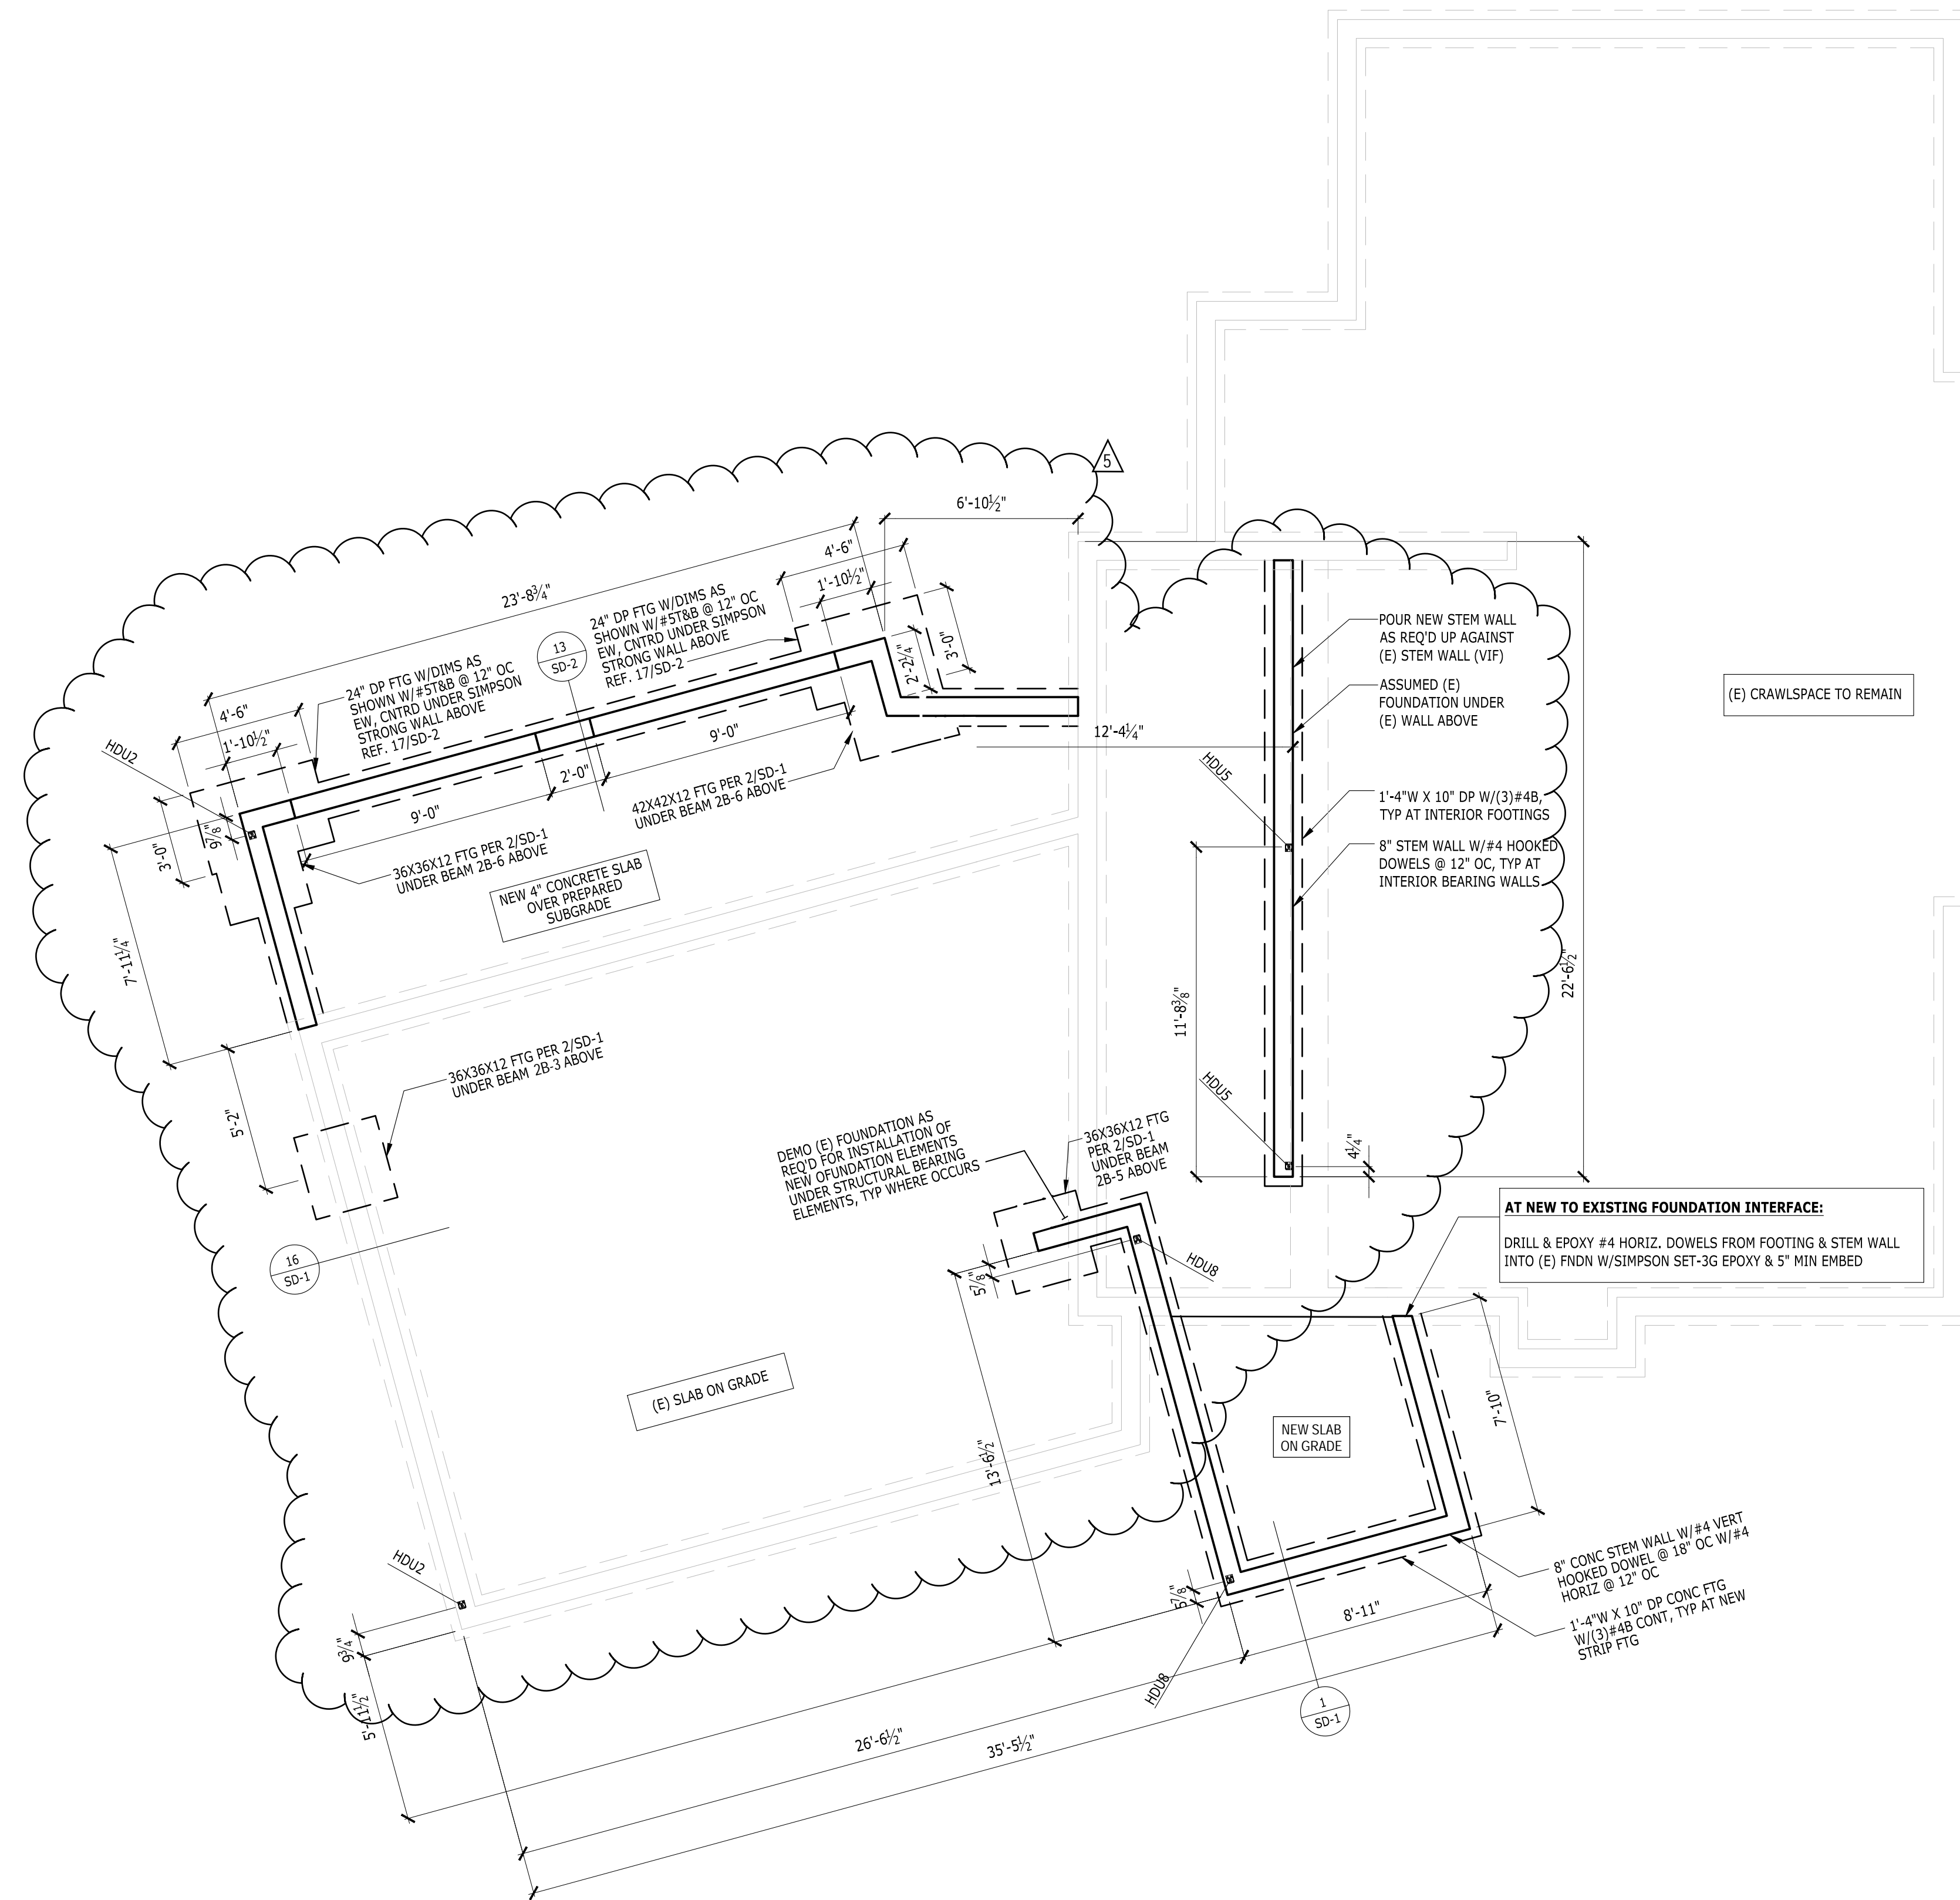 5
6'-10½"
4'-6"
1'-10½"
23'-8¾"
13
SD-2
24" DP FTG W/DIMS AS
SHOWN W/#5T&B @ 12" OC
EW, CNTRD UNDER SIMPSON
STRONG WALL ABOVE
REF. 17/SD-2
3'-0"
2'-2¼"
24" DP FTG W/DIMS AS
SHOWN W/#5T&B @ 12" OC
EW, CNTRD UNDER SIMPSON
STRONG WALL ABOVE
REF. 17/SD-2
4'-6"
1'-10½"
HDU2
9⅞"
3'-0"
9'-0"
2'-0"
9'-0"
12'-4¼"
42X42X12 FTG PER 2/SD-1
UNDER BEAM 2B-6 ABOVE
36X36X12 FTG PER 2/SD-1
UNDER BEAM 2B-6 ABOVE
NEW 4" CONCRETE SLAB
OVER PREPARED
SUBGRADE
7'-11¼"
5'-2"
36X36X12 FTG PER 2/SD-1
UNDER BEAM 2B-3 ABOVE
16
SD-1
POUR NEW STEM WALL
AS REQ'D UP AGAINST
(E) STEM WALL (VIF)
ASSUMED (E)
FOUNDATION UNDER
(E) WALL ABOVE
(E) CRAWLSPACE TO REMAIN
HDU5
1'-4"W X 10" DP W/(3)#4B,
TYP AT INTERIOR FOOTINGS
8" STEM WALL W/#4 HOOKED
DOWELS @ 12" OC, TYP AT
INTERIOR BEARING WALLS
22'-6½"
11'-8⅜"
HDU5
4¼"
DEMO (E) FOUNDATION AS
REQ'D FOR INSTALLATION OF
NEW OFUNDATION ELEMENTS
UNDER STRUCTURAL BEARING
ELEMENTS, TYP WHERE OCCURS
36X36X12 FTG
PER 2/SD-1
UNDER BEAM
2B-5 ABOVE
AT NEW TO EXISTING FOUNDATION INTERFACE:
DRILL & EPOXY #4 HORIZ. DOWELS FROM FOOTING & STEM WALL
INTO (E) FNDN W/SIMPSON SET-3G EPOXY & 5" MIN EMBED
HDU8
5⅞"
(E) SLAB ON GRADE
13'-6½"
NEW SLAB
ON GRADE
7'-10"
HDU2
9¾"
5'-11½"
5⅞"
HDU8
8'-11"
8" CONC STEM WALL W/#4 VERT
HOOKED DOWEL @ 18" OC W/#4
HORIZ @ 12" OC
1'-4"W X 10" DP CONC FTG
W/(3)#4B CONT, TYP AT NEW
STRIP FTG
1
SD-1
26'-6½"
35'-5½"